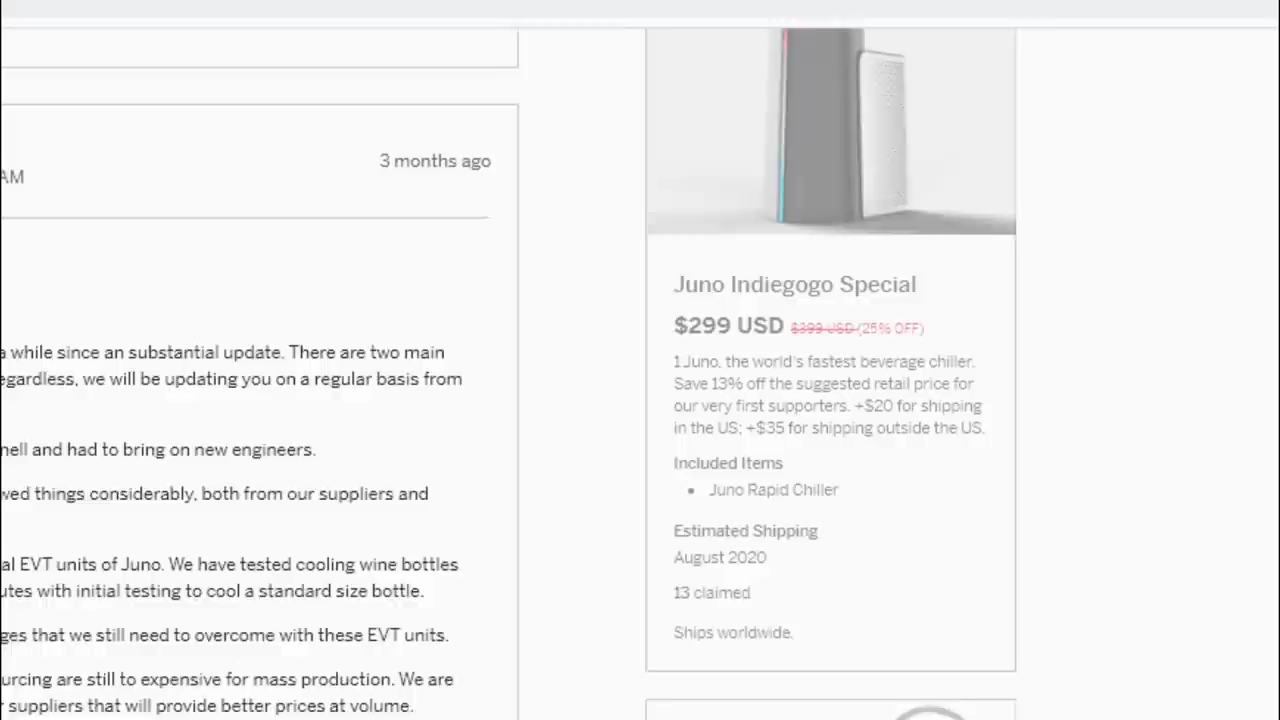 3 months ago
AM
a while since an substantial update. There are two main
egardless, we will be updating you on a regular basis from
nell and had to bring on new engineers.
wed things considerably, both from our suppliers and
al EVT units of Juno. We have tested cooling wine bottles
utes with initial testing to cool a standard size bottle.
ges that we still need to overcome with these EVT units.
urcing are still to expensive for mass production. We are
r suppliers that will provide better prices at volume.
Juno Indiegogo Special
$299 USD $399 USD (25% OFF)
1 Juno, the world's fastest beverage chiller.
Save 13% off the suggested retail price for
our very first supporters. +$20 for shipping
in the US; +$35 for shipping outside the US.
Included Items
• Juno Rapid Chiller
Estimated Shipping
August 2020
13 claimed
Ships worldwide.